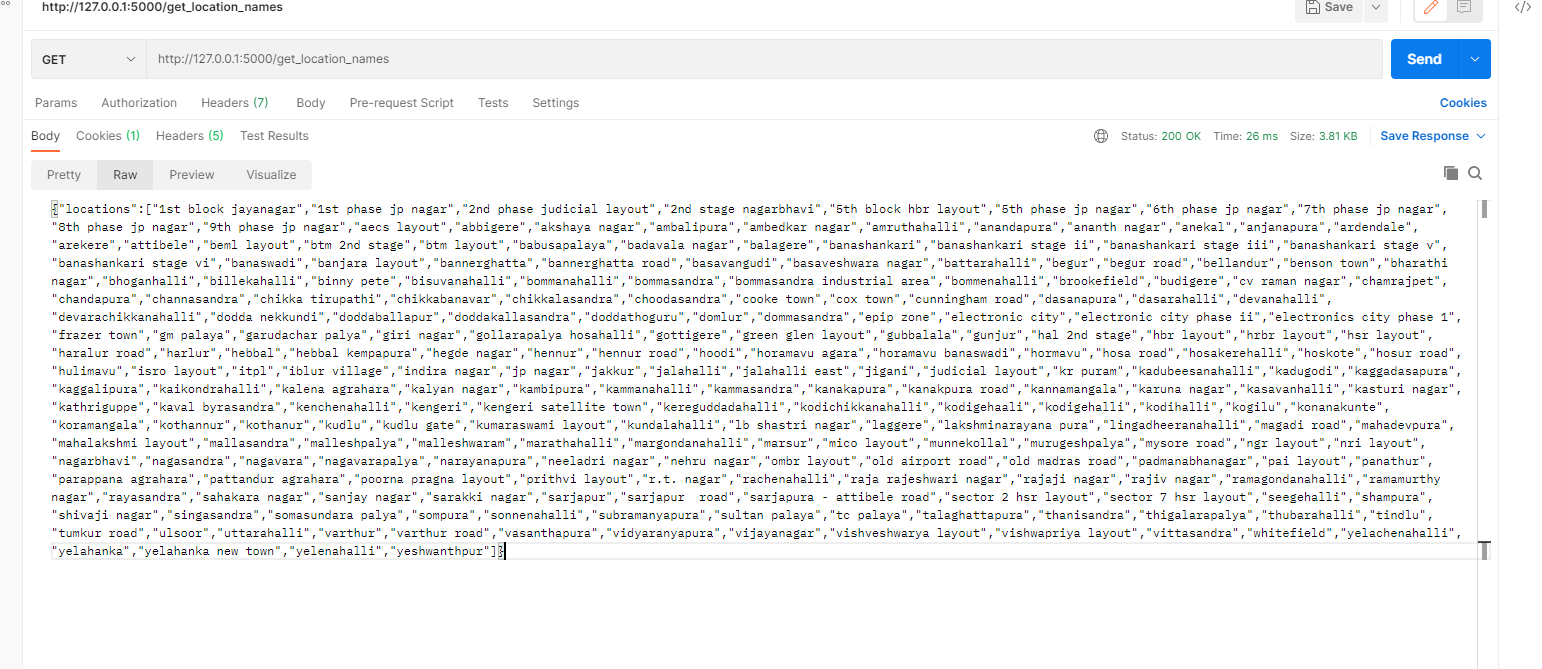 http://127.0.0.1:5000/get_location_names
Save
GET http://127.0.0.1:5000/get_location_names Send
Params Authorization Headers (7) Body Pre-request Script Tests Settings Cookies
Body Cookies (1) Headers (5) Test Results Status: 200 OK Time: 26 ms Size: 3.81 KB Save Response
Pretty Raw Preview Visualize
{"locations":["1st block jayanagar","1st phase jp nagar","2nd phase judicial layout","2nd stage nagarbhavi","5th block hbr layout","5th phase jp nagar","6th phase jp nagar","7th phase jp nagar",
"8th phase jp nagar","9th phase jp nagar","aecs layout","abbigere","akshaya nagar","ambalipura","ambedkar nagar","amruthahalli","anandapura","ananth nagar","anekal","anjanapura","ardendale",
"arekere","attibele","beml layout","btm 2nd stage","btm layout","babusapalaya","badavala nagar","balagere","banashankari","banashankari stage ii","banashankari stage iii","banashankari stage v",
"banashankari stage vi","banaswadi","banjara layout","bannerghatta","bannerghatta road","basavangudi","basaveshwara nagar","battarahalli","begur","begur road","bellandur","benson town","bharathi
nagar","bhoganhalli","billekahalli","binny pete","bisuvanahalli","bommanahalli","bommasandra","bommasandra industrial area","bommenahalli","brookefield","budigere","cv raman nagar","chamrajpet",
"chandapura","channasandra","chikka tirupathi","chikkabanavar","chikkalasandra","choodasandra","cooke town","cox town","cunningham road","dasanapura","dasarahalli","devanahalli",
"devarachikkanahalli","dodda nekkundi","doddaballapur","doddakallasandra","doddathoguru","domlur","dommasandra","epip zone","electronic city","electronic city phase ii","electronics city phase 1",
"frazer town","gm palaya","garudachar palya","giri nagar","gollarapalya hosahalli","gottigere","green glen layout","gubbalala","gunjur","hal 2nd stage","hbr layout","hrbr layout","hsr layout",
"haralur road","harlur","hebbal","hebbal kempapura","hegde nagar","hennur","hennur road","hoodi","horamavu agara","horamavu banaswadi","hormavu","hosa road","hosakerehalli","hoskote","hosur road",
"hulimavu","isro layout","itpl","iblur village","indira nagar","jp nagar","jakkur","jalahalli","jalahalli east","jigani","judicial layout","kr puram","kadubeesanahalli","kadugodi","kaggadasapura",
"kaggalipura","kaikondrahalli","kalena agrahara","kalyan nagar","kambipura","kammanahalli","kammasandra","kanakapura","kanakpura road","kannamangala","karuna nagar","kasavanhalli","kasturi nagar",
"kathriguppe","kaval byrasandra","kenchenahalli","kengeri","kengeri satellite town","kereguddadahalli","kodichikkanahalli","kodigehaali","kodigehalli","kodihalli","kogilu","konanakunte",
"koramangala","kothannur","kothanur","kudlu","kudlu gate","kumaraswami layout","kundalahalli","lb shastri nagar","laggere","lakshminarayana pura","lingadheeranahalli","magadi road","mahadevpura",
"mahalakshmi layout","mallasandra","malleshpalya","malleshwaram","marathahalli","margondanahalli","marsur","mico layout","munnekollal","murugeshpalya","mysore road","ngr layout","nri layout",
"nagarbhavi","nagasandra","nagavara","nagavarapalya","narayanapura","neeladri nagar","nehru nagar","ombr layout","old airport road","old madras road","padmanabhanagar","pai layout","panathur",
"parappana agrahara","pattandur agrahara","poorna pragna layout","prithvi layout","r.t. nagar","rachenahalli","raja rajeshwari nagar","rajaji nagar","rajiv nagar","ramagondanahalli","ramamurthy
nagar","rayasandra","sahakara nagar","sanjay nagar","sarakki nagar","sarjapur","sarjapur  road","sarjapura - attibele road","sector 2 hsr layout","sector 7 hsr layout","seegehalli","shampura",
"shivaji nagar","singasandra","somasundara palya","sompura","sonnenahalli","subramanyapura","sultan palaya","tc palaya","talaghattapura","thanisandra","thigalarapalya","thubarahalli","tindlu",
"tumkur road","ulsoor","uttarahalli","varthur","varthur road","vasanthapura","vidyaranyapura","vijayanagar","vishveshwarya layout","vishwapriya layout","vittasandra","whitefield","yelachenahalli",
"yelahanka","yelahanka new town","yelenahalli","yeshwanthpur"]}